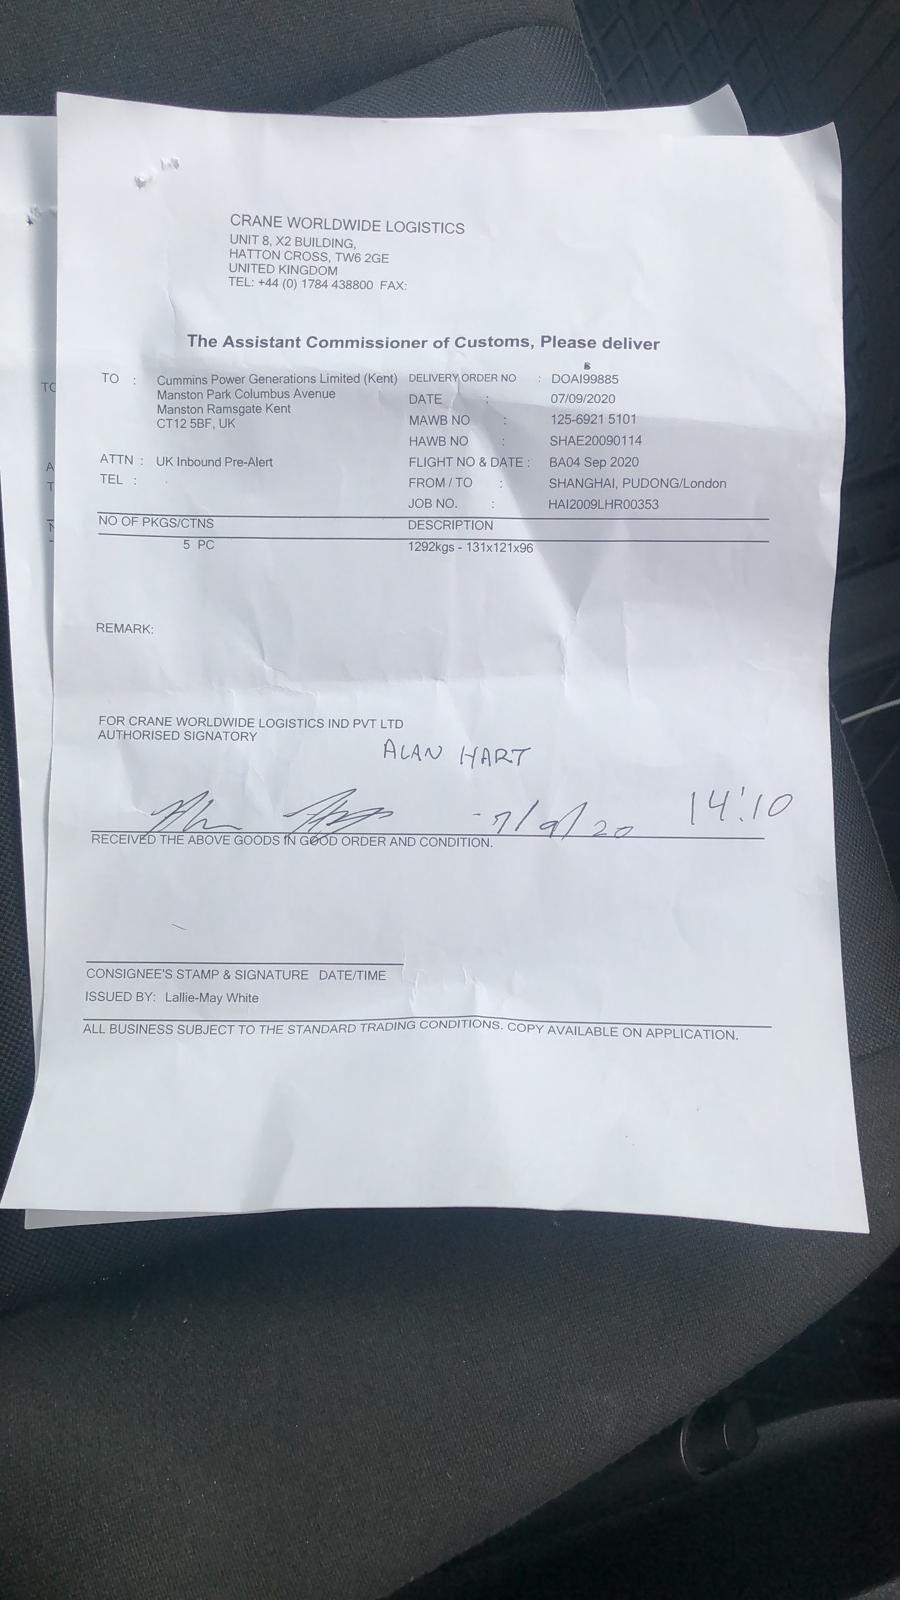 CRANE WORLDWIDE LOGISTICS
UNIT 8, X2 BUILDING,
HATTON CROSS, TW6 2GE
UNITED KINGDOM
TEL: +44 (0) 1784 438800 FAX:
The Assistant Commissioner of Customs, Please deliver
TO : Cummins Power Generations Limited (Kent)
Manston Park Columbus Avenue
Manston Ramsgate Kent
CT12 5BF, UK
ATTN : UK Inbound Pre-Alert
TEL :
DELIVERY ORDER NO : DOAI99885
DATE : 07/09/2020
MAWB NO : 125-6921 5101
HAWB NO : SHAE20090114
FLIGHT NO & DATE : BA04 Sep 2020
FROM / TO : SHANGHAI, PUDONG/London
JOB NO. : HAI2009LHR00353
NO OF PKGS/CTNS DESCRIPTION
5 PC 1292kgs - 131x121x96
REMARK:
FOR CRANE WORLDWIDE LOGISTICS IND PVT LTD
AUTHORISED SIGNATORY
ALAN HART
7/9/20 14:10
RECEIVED THE ABOVE GOODS IN GOOD ORDER AND CONDITION.
CONSIGNEE'S STAMP & SIGNATURE DATE/TIME
ISSUED BY: Lallie-May White
ALL BUSINESS SUBJECT TO THE STANDARD TRADING CONDITIONS. COPY AVAILABLE ON APPLICATION.